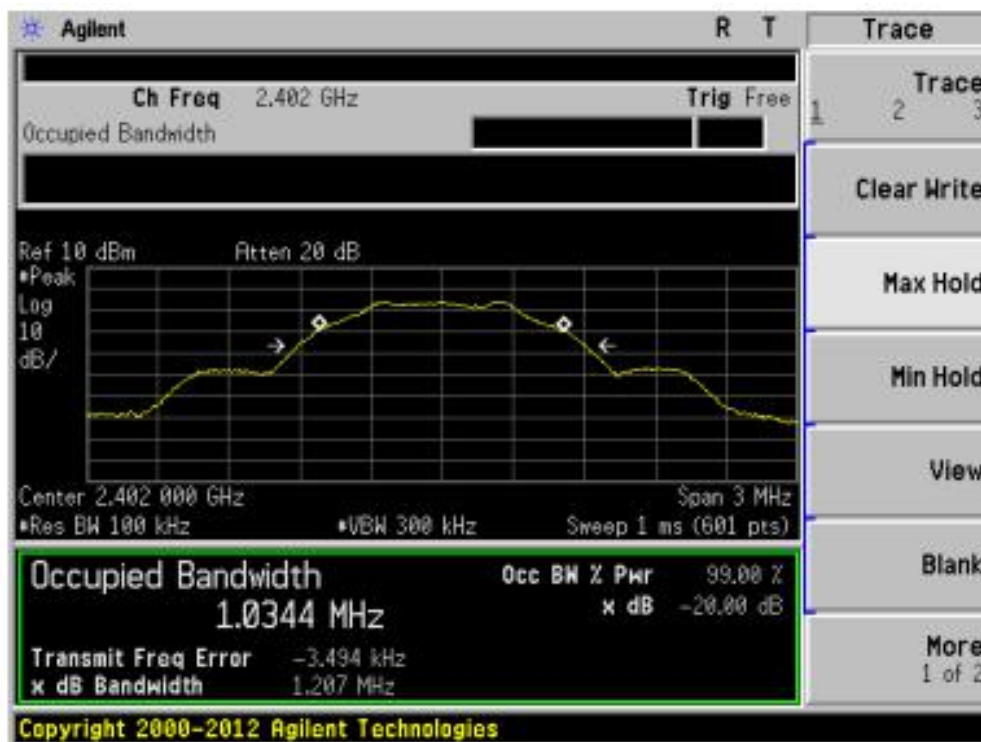 Agilent R T Trace
Ch Freq 2.402 GHz Trig Free
Occupied Bandwidth
Trace
1 2 3
Clear Write
Max Hold
Min Hold
View
Blank
More
1 of 2
Ref 10 dBm Atten 20 dB
*Peak
Log
10
dB/
Center 2.402 000 GHz Span 3 MHz
*Res BW 100 kHz *VBW 300 kHz Sweep 1 ms (601 pts)
Occupied Bandwidth
1.0344 MHz
Occ BW % Pwr 99.00 %
x dB -20.00 dB
Transmit Freq Error -3.494 kHz
x dB Bandwidth 1.207 MHz
Copyright 2000-2012 Agilent Technologies